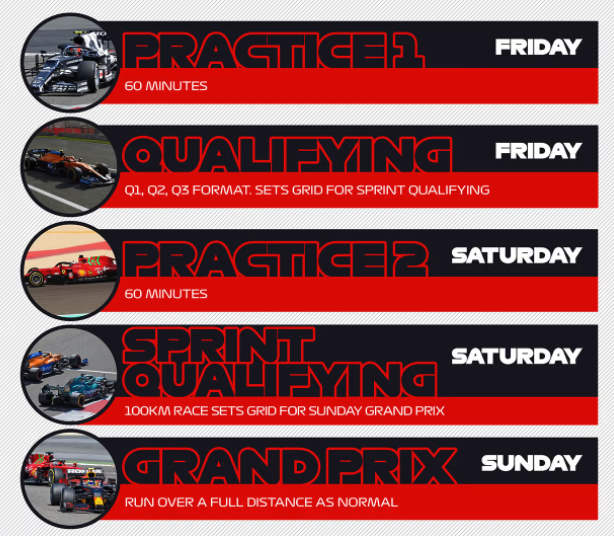 PRACTICE 1
FRIDAY
60 MINUTES
QUALIFYING
FRIDAY
Q1, Q2, Q3 FORMAT. SETS GRID FOR SPRINT QUALIFYING
PRACTICE 2
SATURDAY
60 MINUTES
SPRINT
QUALIFYING
SATURDAY
100KM RACE SETS GRID FOR SUNDAY GRAND PRIX
GRAND PRIX
SUNDAY
RUN OVER A FULL DISTANCE AS NORMAL